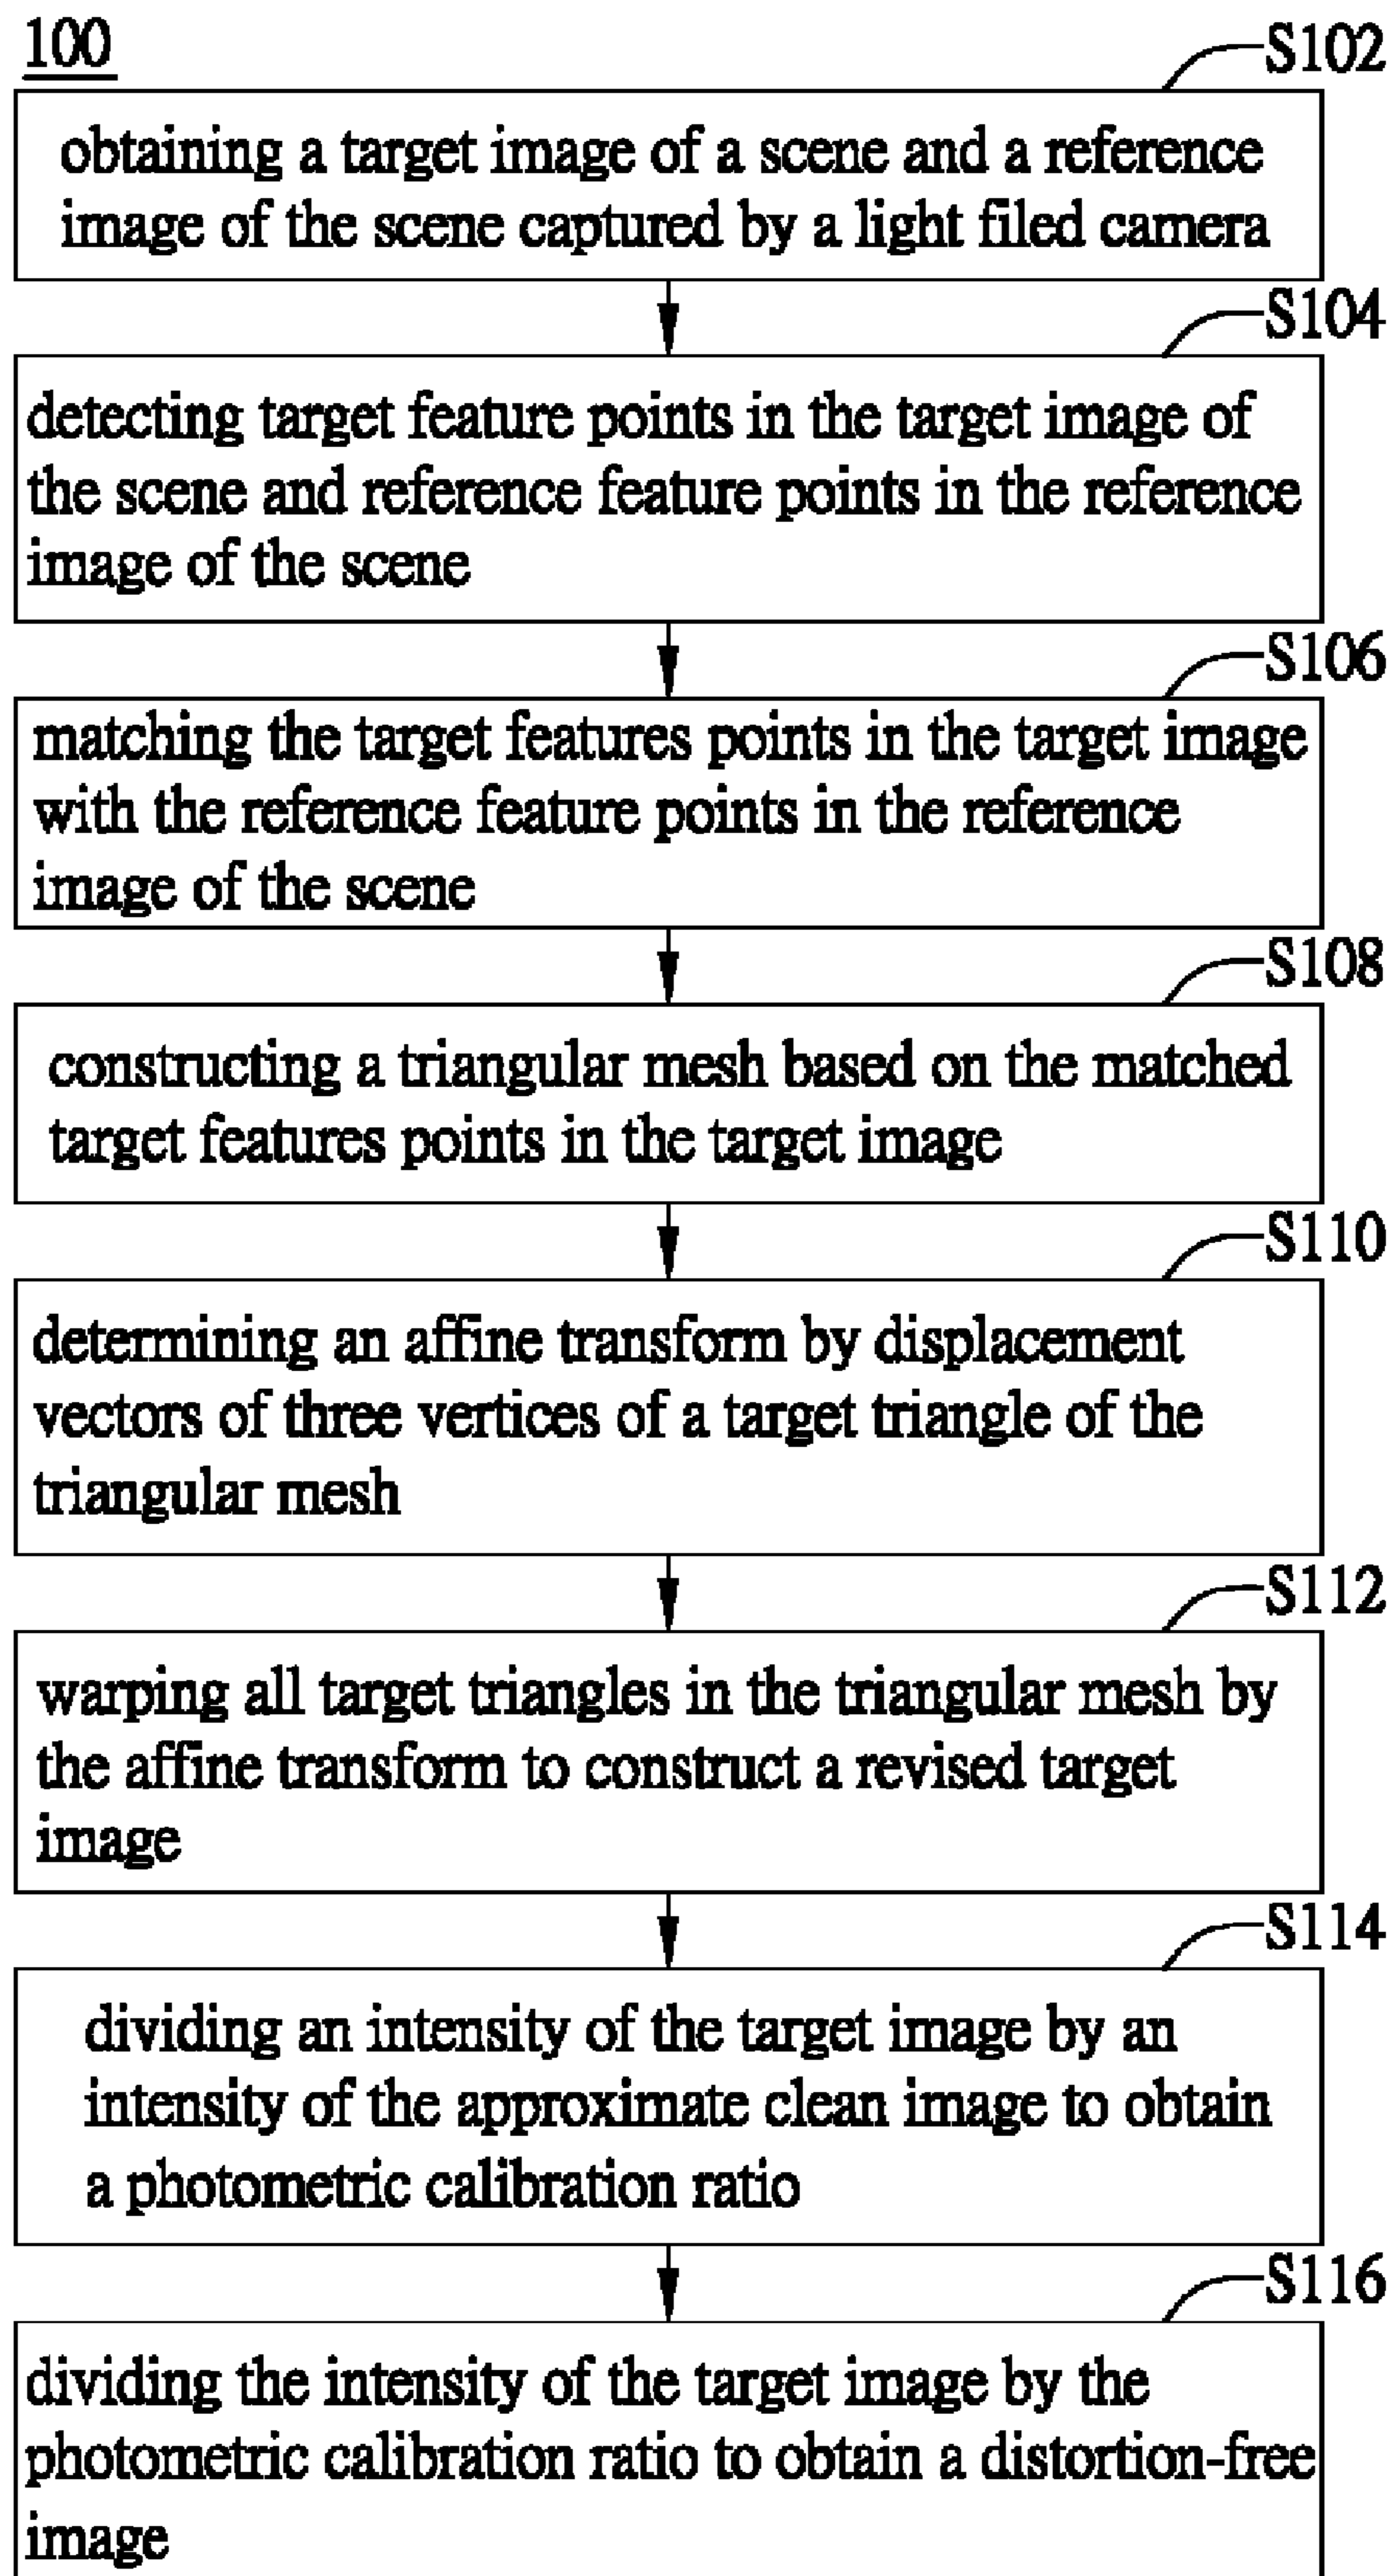 100
S102
obtaining a target image of a scene and a reference
image of the scene captured by a light filed camera
S104
detecting target feature points in the target image of
the scene and reference feature points in the reference
image of the scene
S106
matching the target features points in the target image
with the reference feature points in the reference
image of the scene
S108
constructing a triangular mesh based on the matched
target features points in the target image
S110
determining an affine transform by displacement
vectors of three vertices of a target triangle of the
triangular mesh
S112
warping all target triangles in the triangular mesh by
the affine transform to construct a revised target
image
S114
dividing an intensity of the target image by an
intensity of the approximate clean image to obtain
a photometric calibration ratio
S116
dividing the intensity of the target image by the
photometric calibration ratio to obtain a distortion-free
image